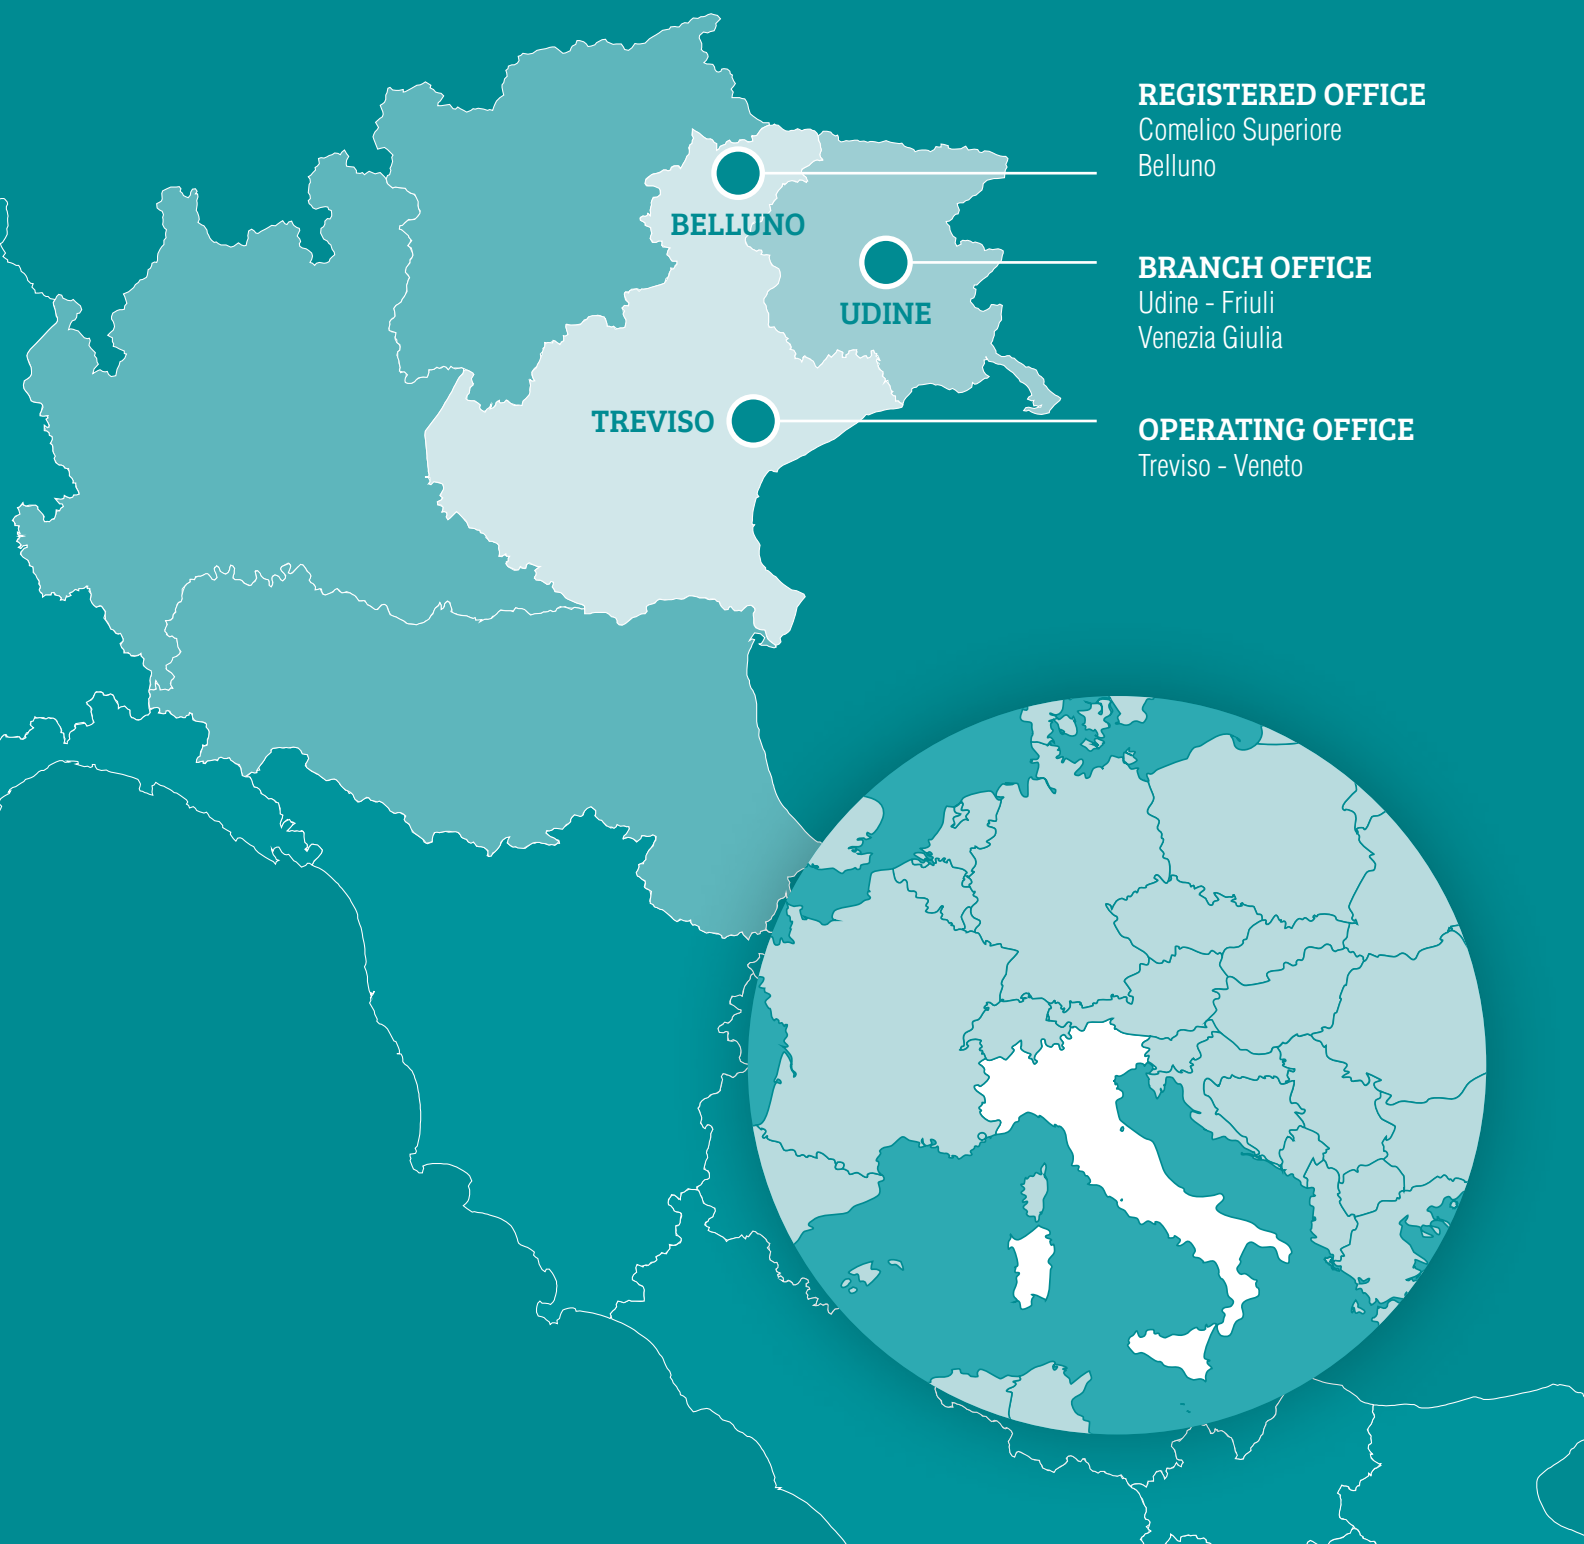 REGISTERED OFFICE
Comelico Superiore
Belluno
BELLUNO
BRANCH OFFICE
Udine - Friuli
Venezia Giulia
UDINE
TREVISO
OPERATING OFFICE
Treviso - Veneto